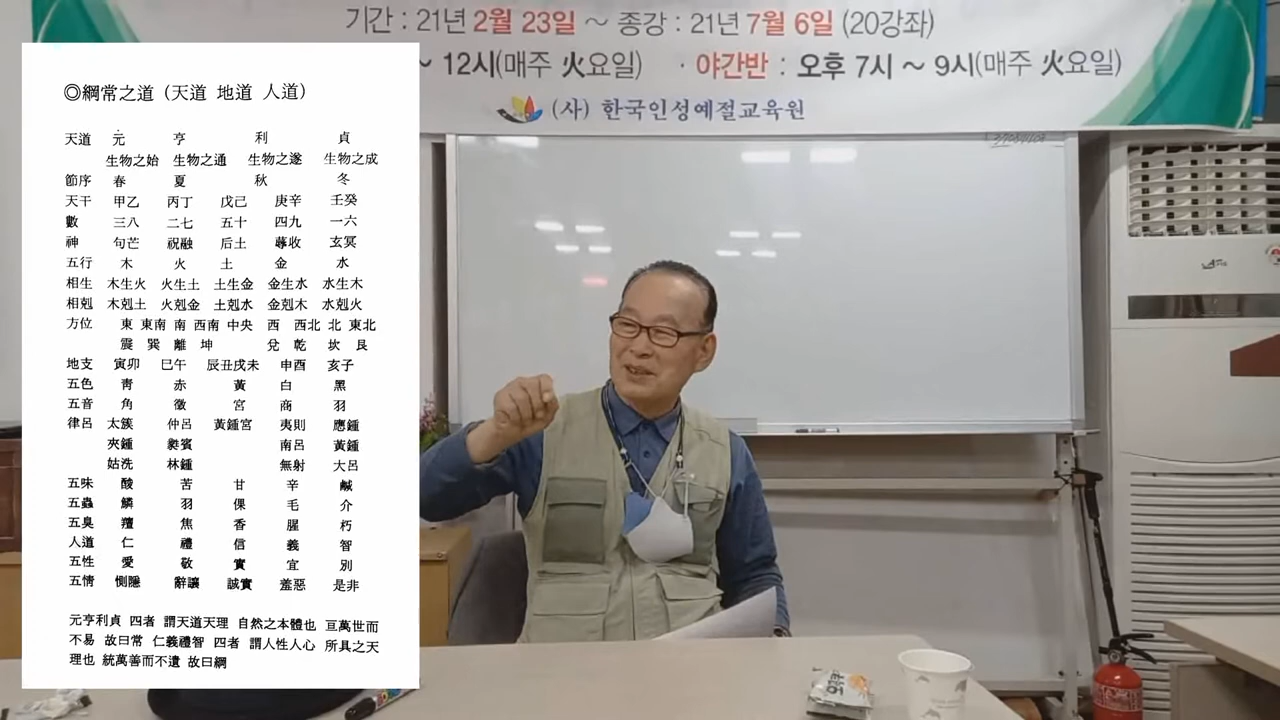 기간 : 21년 2월 23일 ~ 종강 : 21년 7월 6일 (20강좌)
~ 12시(매주 火요일) · 야간반 : 오후 7시 ~ 9시(매주 火요일)
(사) 한국인성예절교육원
◎綱常之道 (天道 地道 人道)
天道 元 亨 利 貞
生物之始 生物之通 生物之遂 生物之成
節序 春 夏 秋 冬
天干 甲乙 丙丁 戊己 庚辛 壬癸
數 三八 二七 五十 四九 一六
神 句芒 祝融 后土 蓐收 玄冥
五行 木 火 土 金 水
相生 木生火 火生土 土生金 金生水 水生木
相剋 木剋土 火剋金 土剋水 金剋木 水剋火
方位 東 東南 南 西南 中央 西 西北 北 東北
震 巽 離 坤 兌 乾 坎 艮
地支 寅卯 巳午 辰丑戌未 申酉 亥子
五色 靑 赤 黃 白 黑
五音 角 徵 宮 商 羽
律呂 太簇 仲呂 黃鍾宮 夷則 應鍾
夾鍾 蕤賓 南呂 黃鍾
姑洗 林鍾 無射 大呂
五味 酸 苦 甘 辛 鹹
五蟲 鱗 羽 倮 毛 介
五臭 羶 焦 香 腥 朽
人道 仁 禮 信 義 智
五性 愛 敬 實 宜 別
五情 惻隱 辭讓 誠實 羞惡 是非
元亨利貞 四者 謂天道天理 自然之本體也 亘萬世而
不易 故曰常 仁義禮智 四者 謂人性人心 所具之天
理也 統萬善而不遺 故曰綱